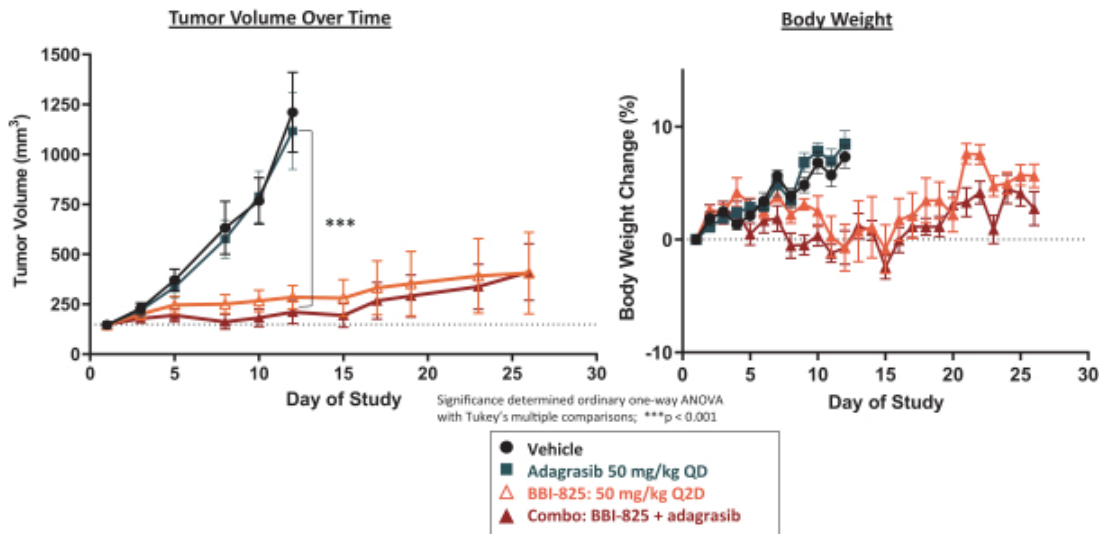 Tumor Volume Over Time
Body Weight
1500
1250
1000
750
500
250
0
Tumor Volume (mm³)
***
0 5 10 15 20 25 30
Day of Study
10
0
-10
Body Weight Change (%)
0 5 10 15 20 25 30
Day of Study
Significance determined ordinary one-way ANOVA
with Tukey's multiple comparisons; ***p < 0.001
Vehicle
Adagrasib 50 mg/kg QD
BBI-825: 50 mg/kg Q2D
Combo: BBI-825 + adagrasib